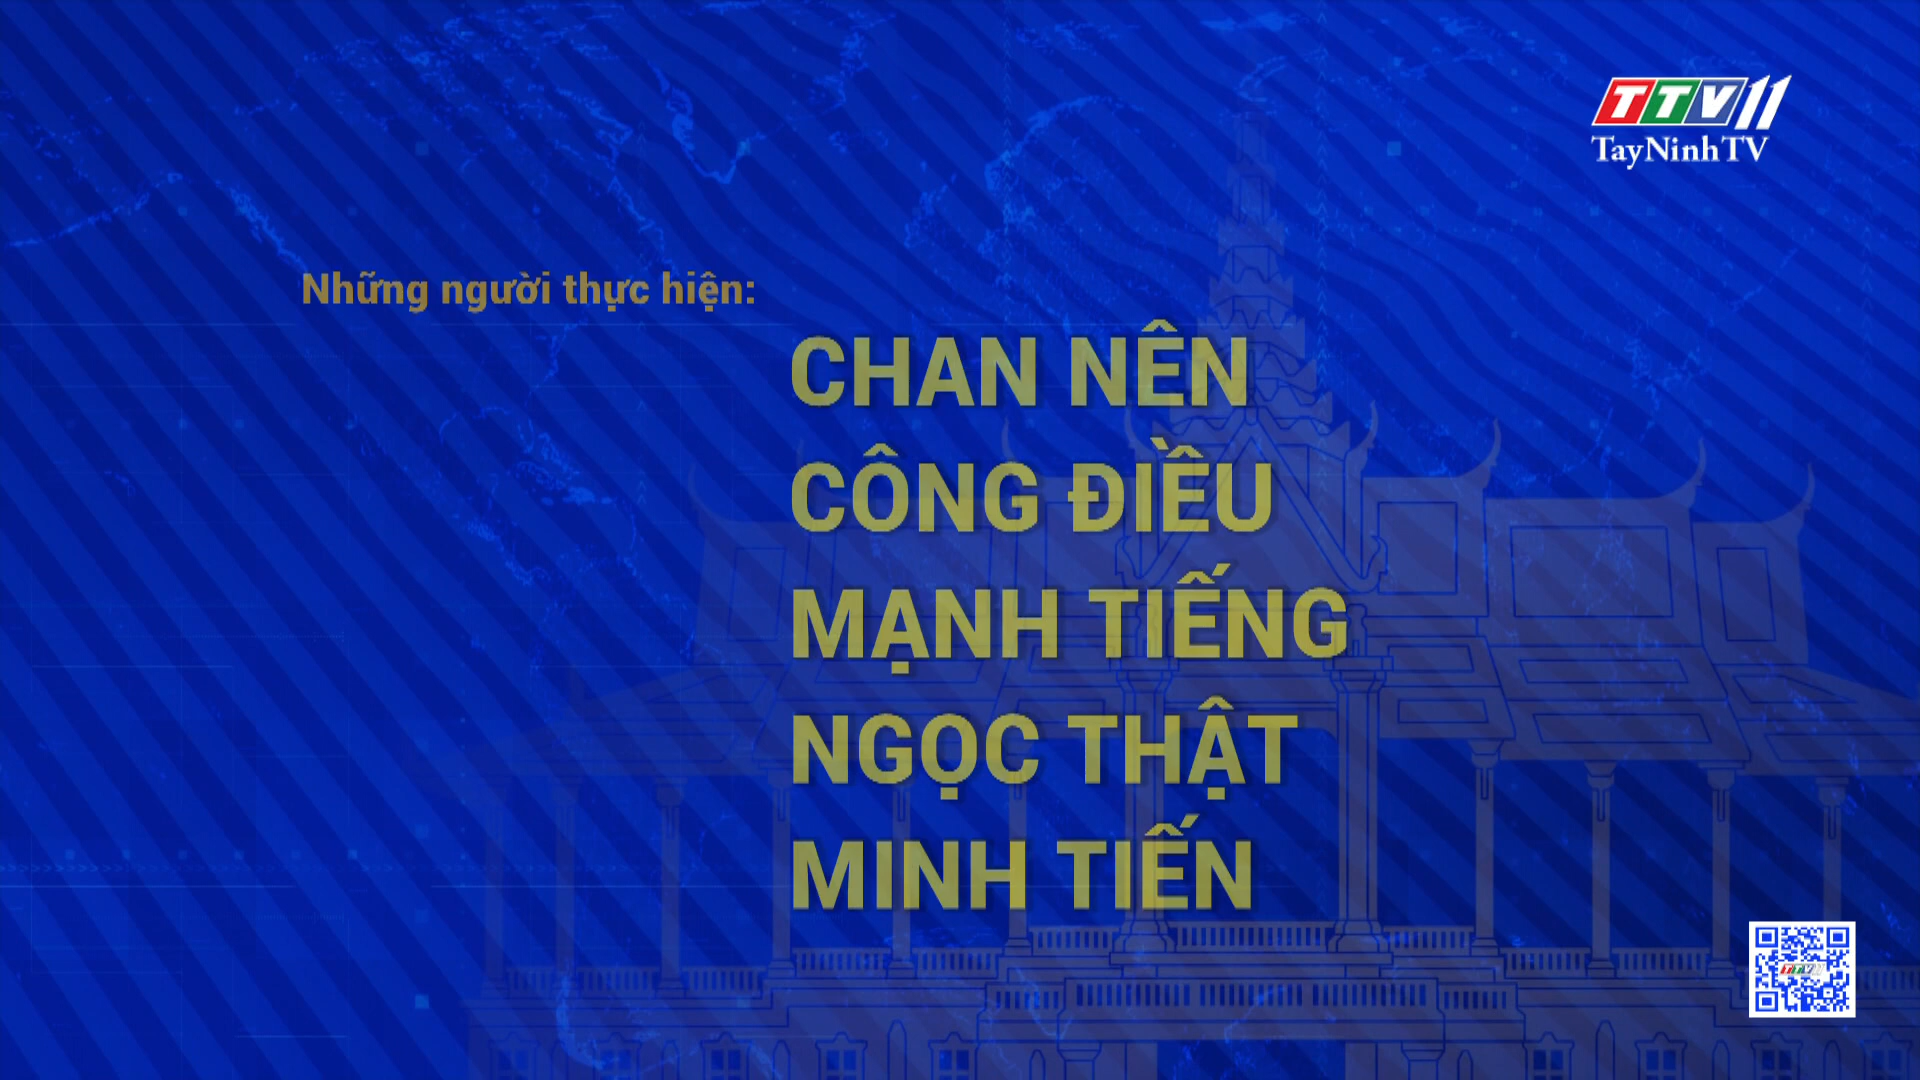 TTV11
TayNinhTV
Những người thực hiện:
CHAN NÊN
CÔNG ĐIỀU
MẠNH TIẾNG
NGỌC THẬT
MINH TIẾN